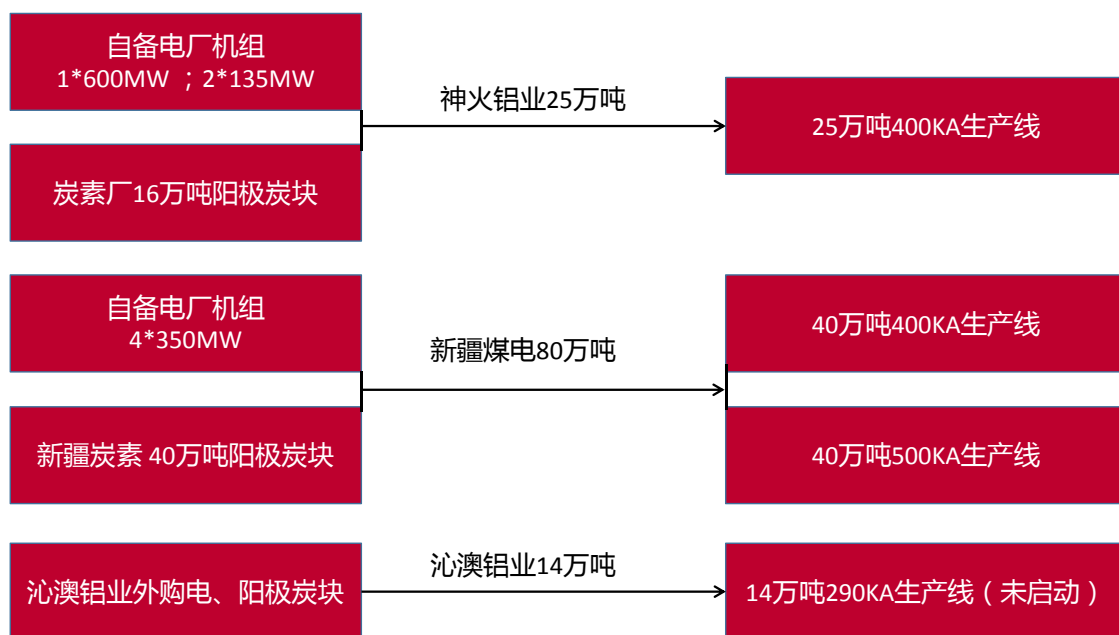 自备电厂机组
1*600MW ；2*135MW
神火铝业25万吨
25万吨400KA生产线
炭素厂16万吨阳极炭块
自备电厂机组
4*350MW
新疆煤电80万吨
40万吨400KA生产线
新疆炭素 40万吨阳极炭块
40万吨500KA生产线
沁澳铝业外购电、阳极炭块
沁澳铝业14万吨
14万吨290KA生产线（未启动）